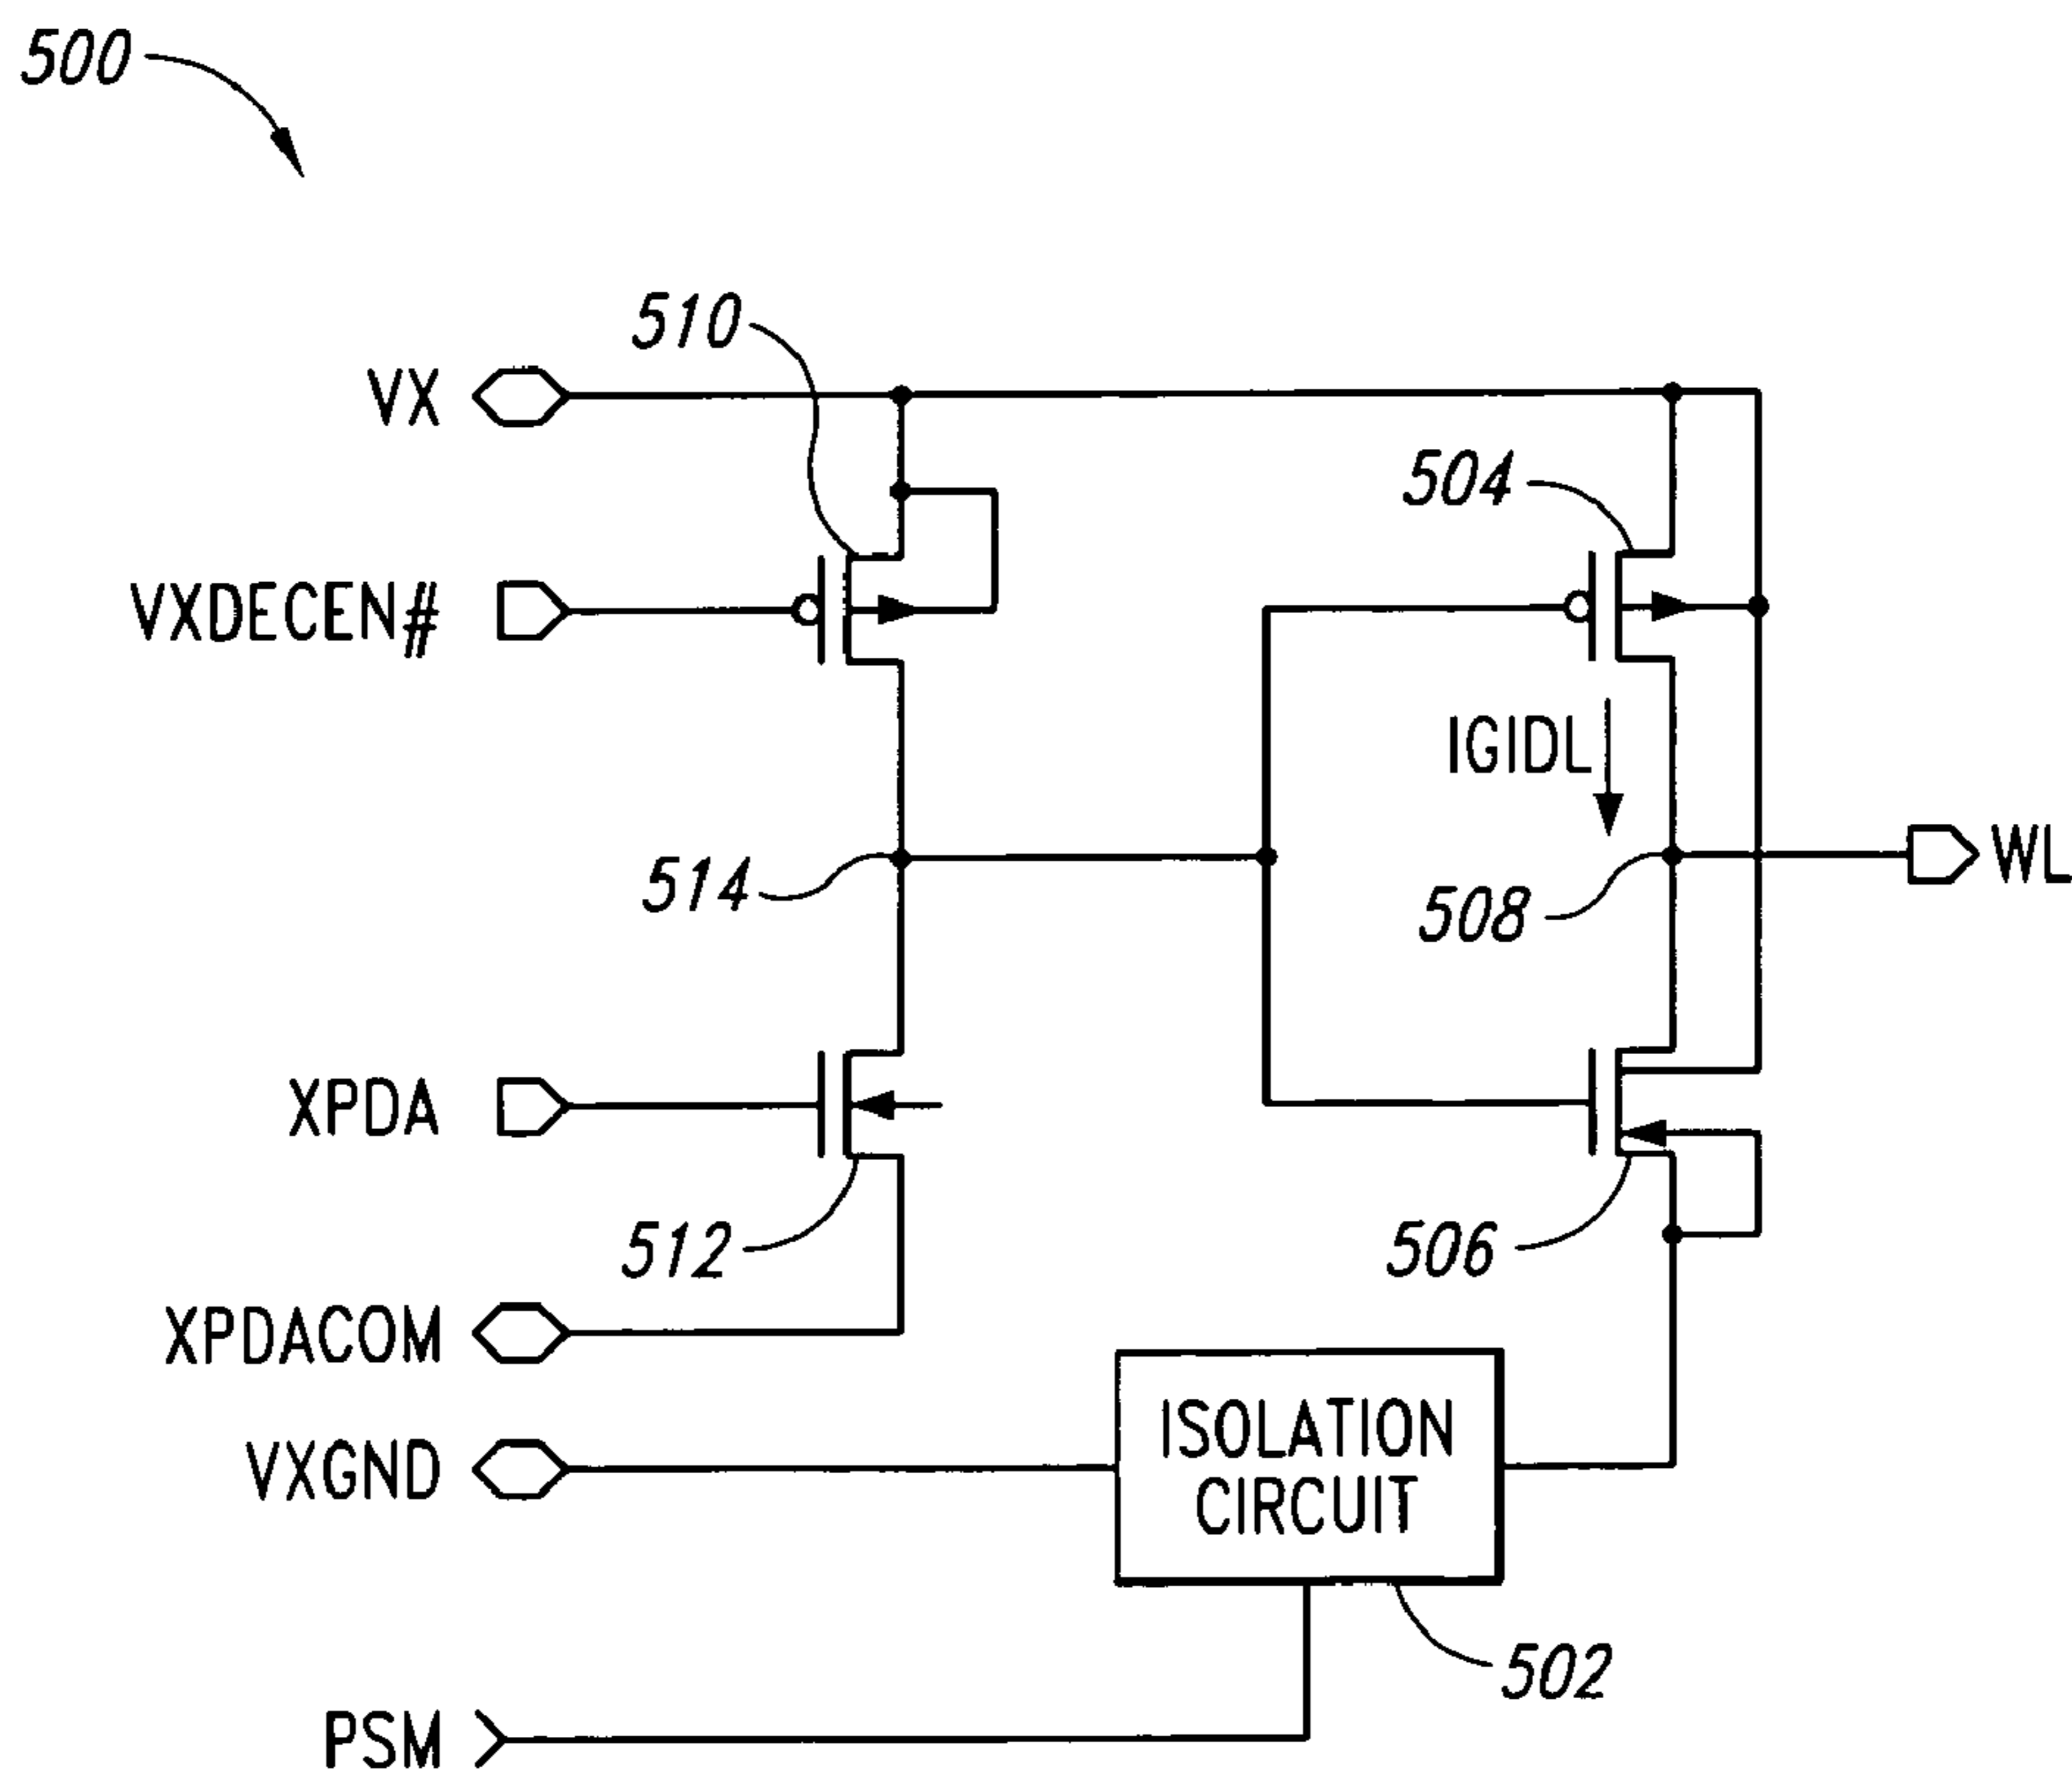 500
510
VX
504
VXDECEN#
IGIDL
514
WL
508
XPDA
512
506
XPDACOM
ISOLATION
CIRCUIT
VXGND
502
PSM